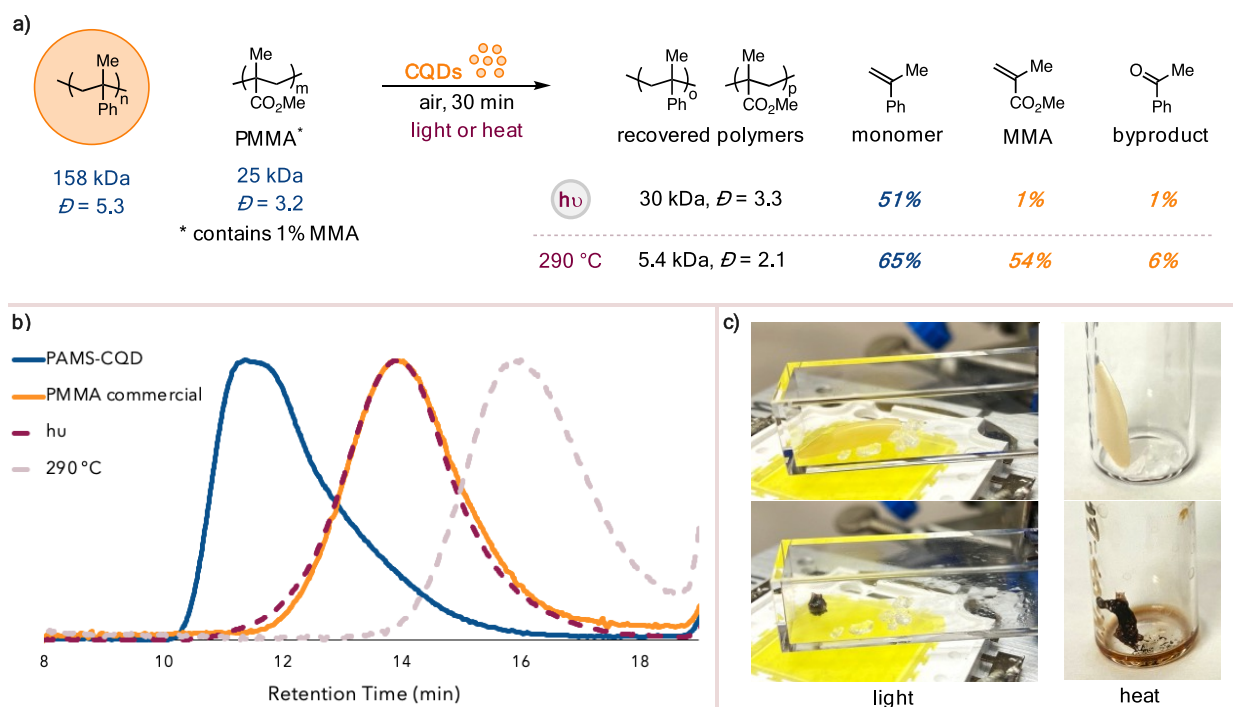 a)
n
Ph
Me
158 kDa
Đ = 5.3
Me
m
CO₂Me
PMMA*
25 kDa
Đ = 3.2
* contains 1% MMA
CQDs
air, 30 min
light or heat
Me
Ph
o
Me
p
CO₂Me
recovered polymers
Me
Ph
monomer
Me
CO₂Me
MMA
O
Me
Ph
byproduct
hυ
30 kDa, Đ = 3.3
51%
1%
1%
290 °C
5.4 kDa, Đ = 2.1
65%
54%
6%
b)
PAMS-CQD
PMMA commercial
hυ
290 °C
8
10
12
14
16
18
Retention Time (min)
c)
light
heat